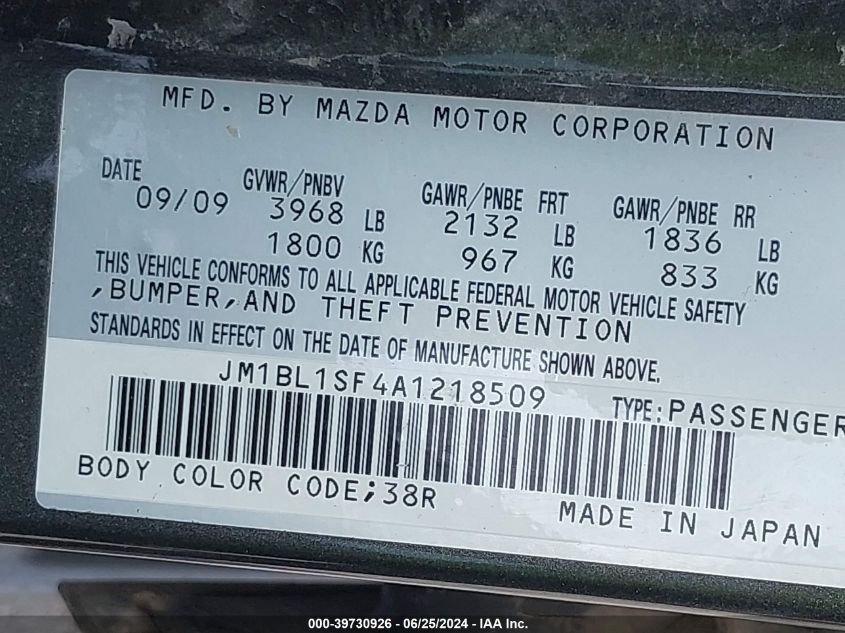 MFD. BY MAZDA MOTOR CORPORATION
DATE GVWR/PNBV GAWR/PNBE FRT GAWR/PNBE RR
09/09 3968 LB 2132 LB 1836 LB
1800 KG 967 KG 833 KG
THIS VEHICLE CONFORMS TO ALL APPLICABLE FEDERAL MOTOR VEHICLE SAFETY
,BUMPER,AND THEFT PREVENTION
STANDARDS IN EFFECT ON THE DATE OF MANUFACTURE SHOWN ABOVE.
JM1BL1SF4A1218509 TYPE:PASSENGER
BODY COLOR CODE;38R
MADE IN JAPAN
000-39730926 - 06/25/2024 - IAA Inc.